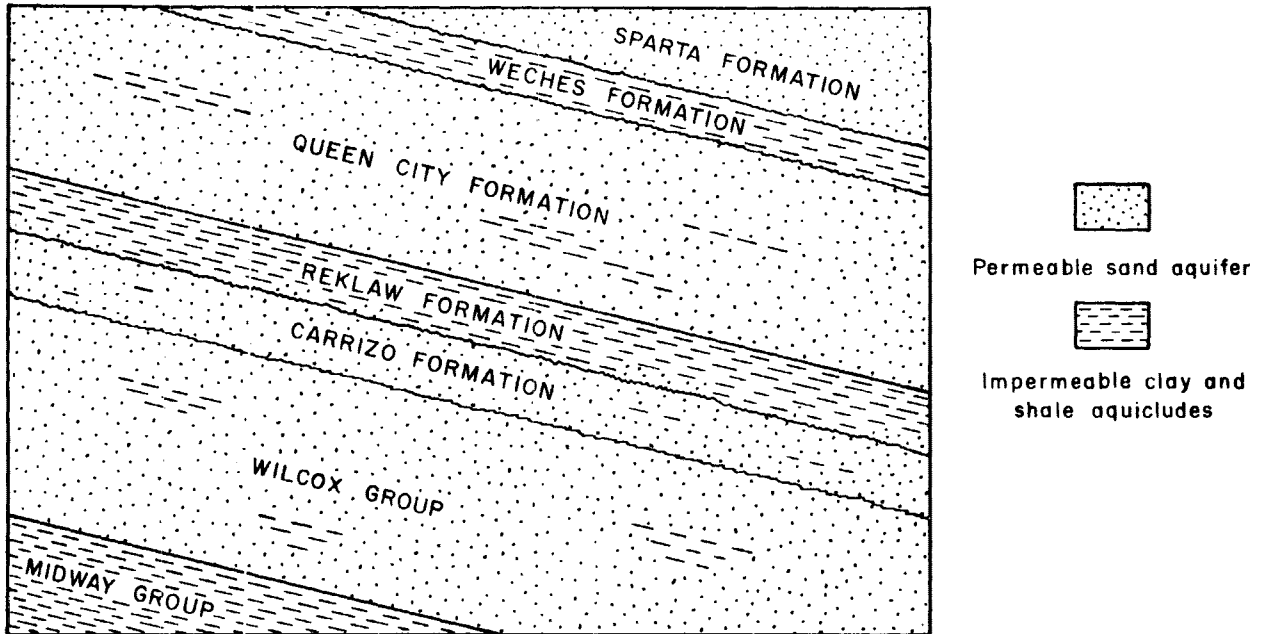 SPARTA FORMATION
WECHES FORMATION
QUEEN CITY FORMATION
REKLAW FORMATION
CARRIZO FORMATION
WILCOX GROUP
MIDWAY GROUP
Permeable sand aquifer
Impermeable clay and
shale aquicludes